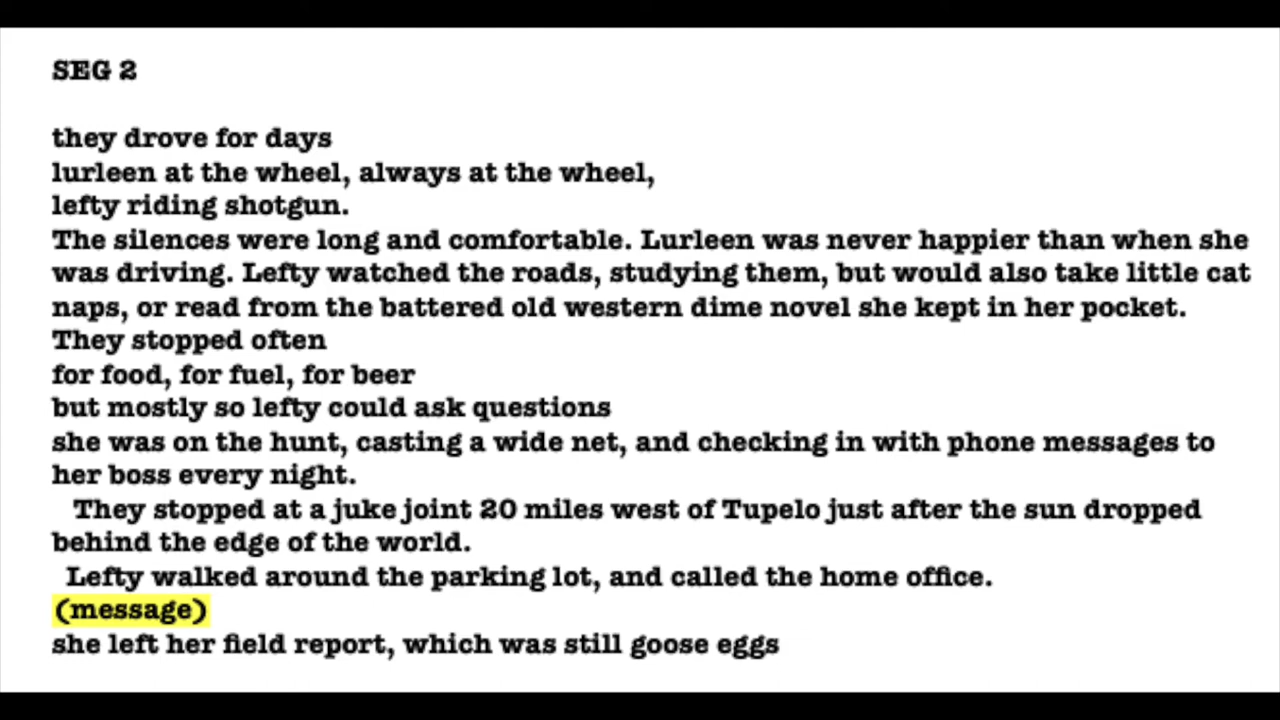 SEG 2
they drove for days
lurleen at the wheel, always at the wheel,
lefty riding shotgun.
The silences were long and comfortable. Lurleen was never happier than when she
was driving. Lefty watched the roads, studying them, but would also take little cat
naps, or read from the battered old western dime novel she kept in her pocket.
They stopped often
for food, for fuel, for beer
but mostly so lefty could ask questions
she was on the hunt, casting a wide net, and checking in with phone messages to
her boss every night.
They stopped at a juke joint 20 miles west of Tupelo just after the sun dropped
behind the edge of the world.
Lefty walked around the parking lot, and called the home office.
(message)
she left her field report, which was still goose eggs